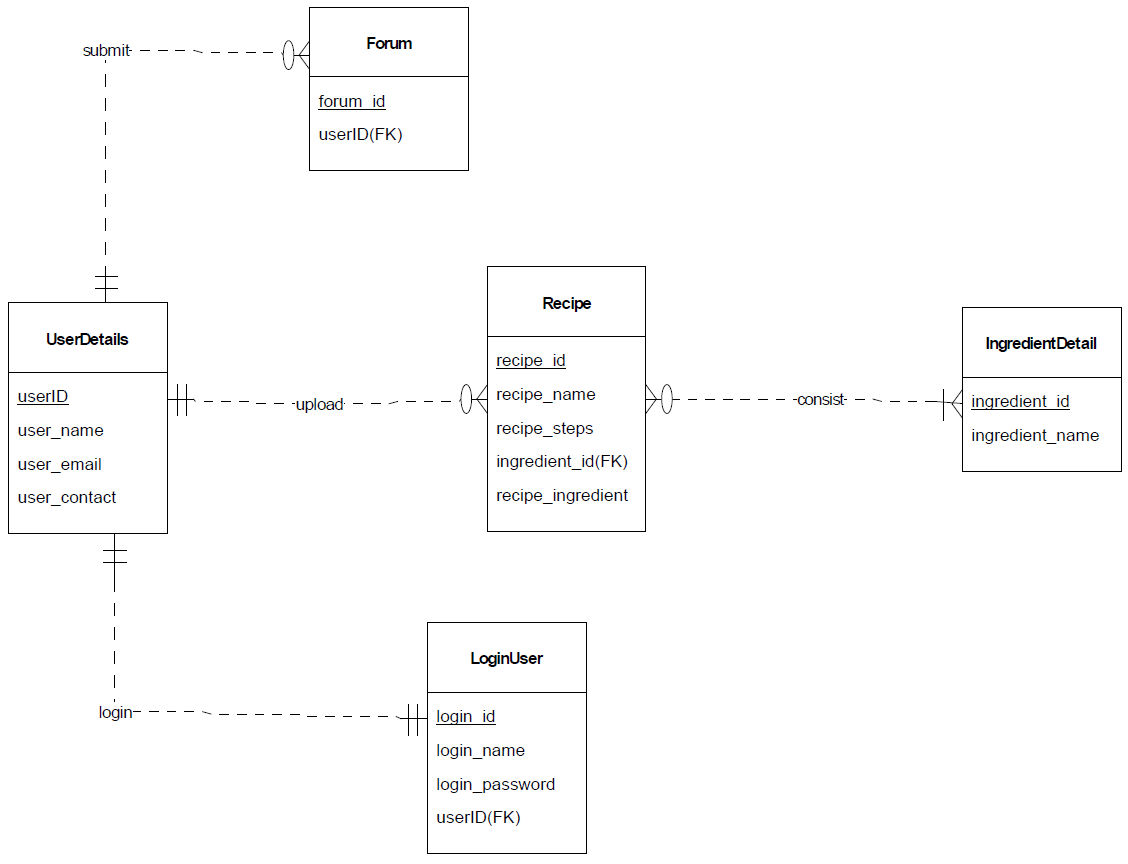 submit
Forum
forum_id
userID(FK)
UserDetails
userID
user_name
user_email
user_contact
upload
Recipe
recipe_id
recipe_name
recipe_steps
ingredient_id(FK)
recipe_ingredient
consist
IngredientDetail
ingredient_id
ingredient_name
login
LoginUser
login_id
login_name
login_password
userID(FK)